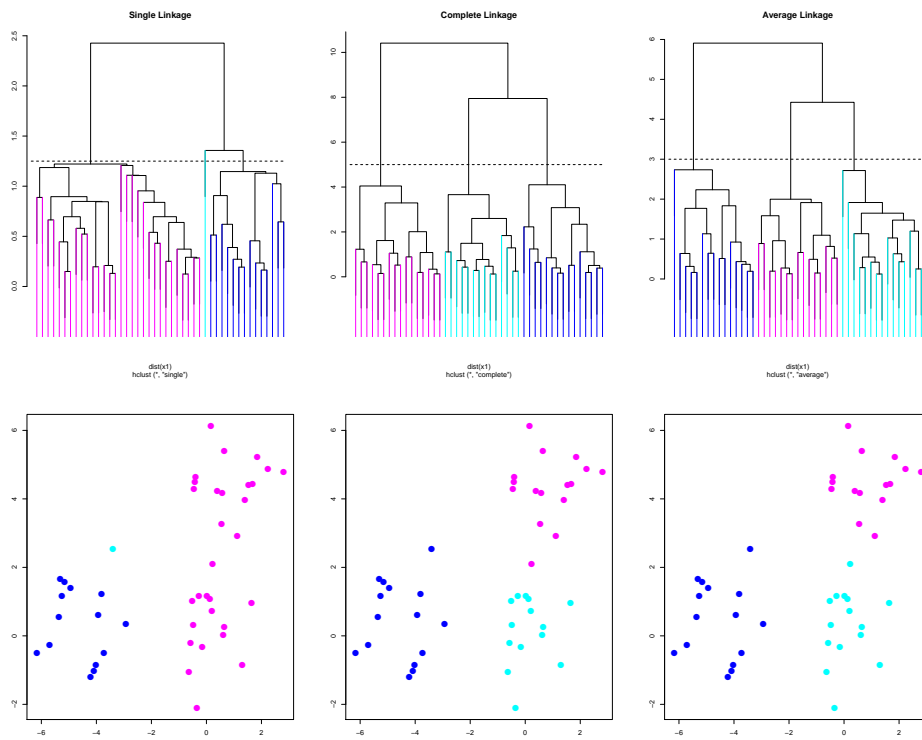 Single Linkage
Complete Linkage
Average Linkage
2.5
2.0
1.5
1.0
0.5
0.0
10
8
6
4
2
0
6
5
4
3
2
1
0
dist(x1)
hclust (*, "single")
dist(x1)
hclust (*, "complete")
dist(x1)
hclust (*, "average")
6
4
2
0
−2
6
4
2
0
−2
6
4
2
0
−2
−6 −4 −2 0 2
−6 −4 −2 0 2
−6 −4 −2 0 2